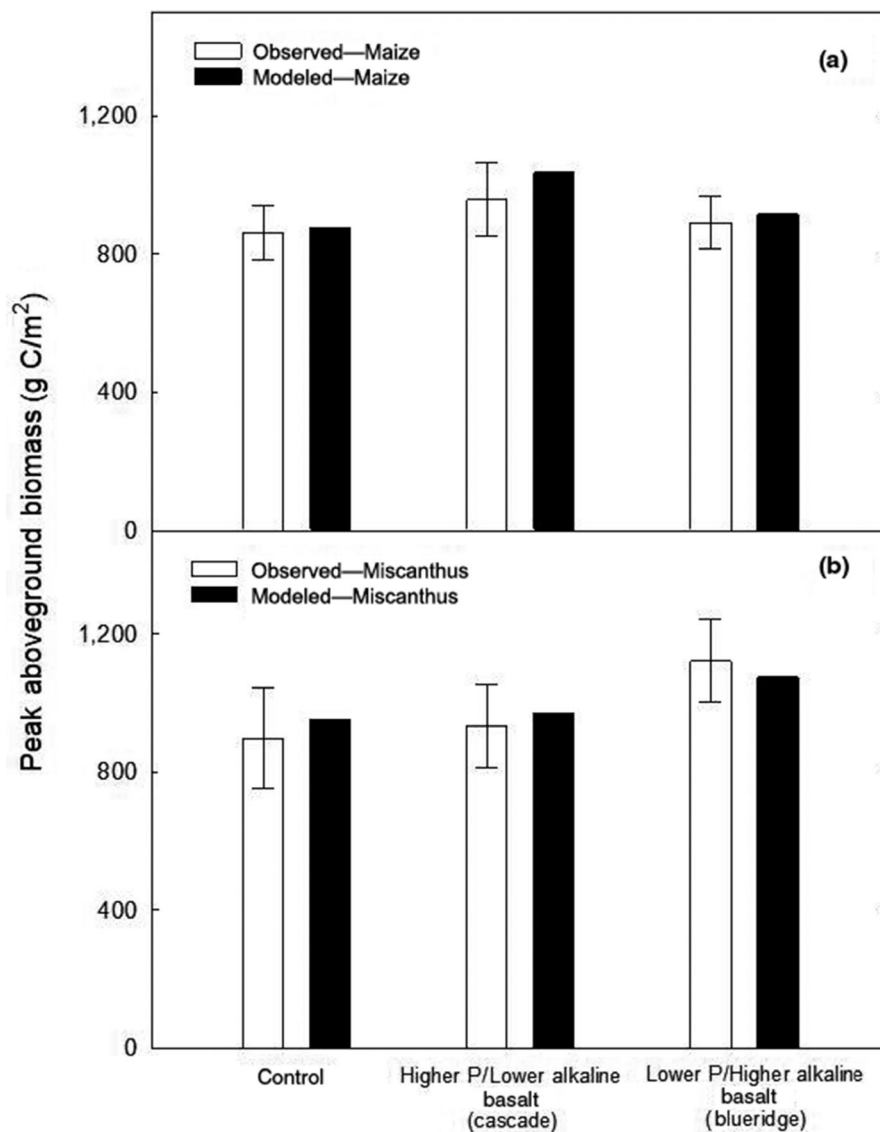 Observed—Maize
Modeled—Maize
(a)
1,200
800
400
0
Peak aboveground biomass (g C/m²)
Observed—Miscanthus
Modeled—Miscanthus
(b)
1,200
800
400
0
Control
Higher P/Lower alkaline
basalt
(cascade)
Lower P/Higher alkaline
basalt
(blueridge)